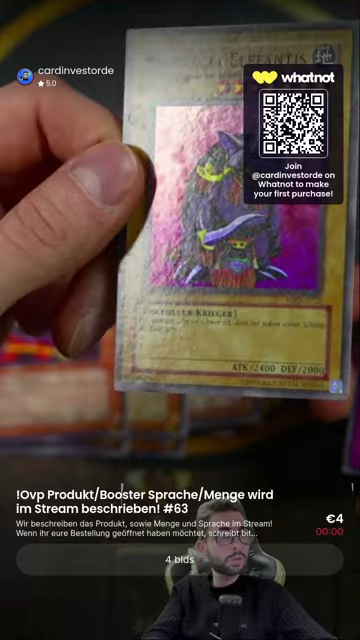 cardinvestorde
5.0
whatnot
Join
@cardinvestorde on
Whatnot to make
your first purchase!
ATK/2400 DEF/2000
!Ovp Produkt/Booster Sprache/Menge wird
im Stream beschrieben! #63
Wir beschreiben das Produkt, sowie Menge und Sprache im Stream!
Wenn ihr eure Bestellung geöffnet haben möchtet, schreibt bit...
€4
00:00
4 bids